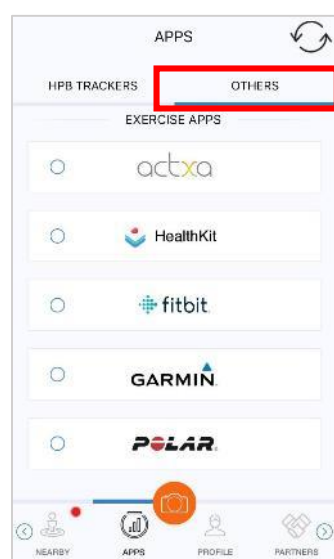 APPS
HPB TRACKERS
OTHERS
EXERCISE APPS
actxa
HealthKit
fitbit
GARMIN
POLAR
NEARBY
APPS
PROFILE
PARTNERS